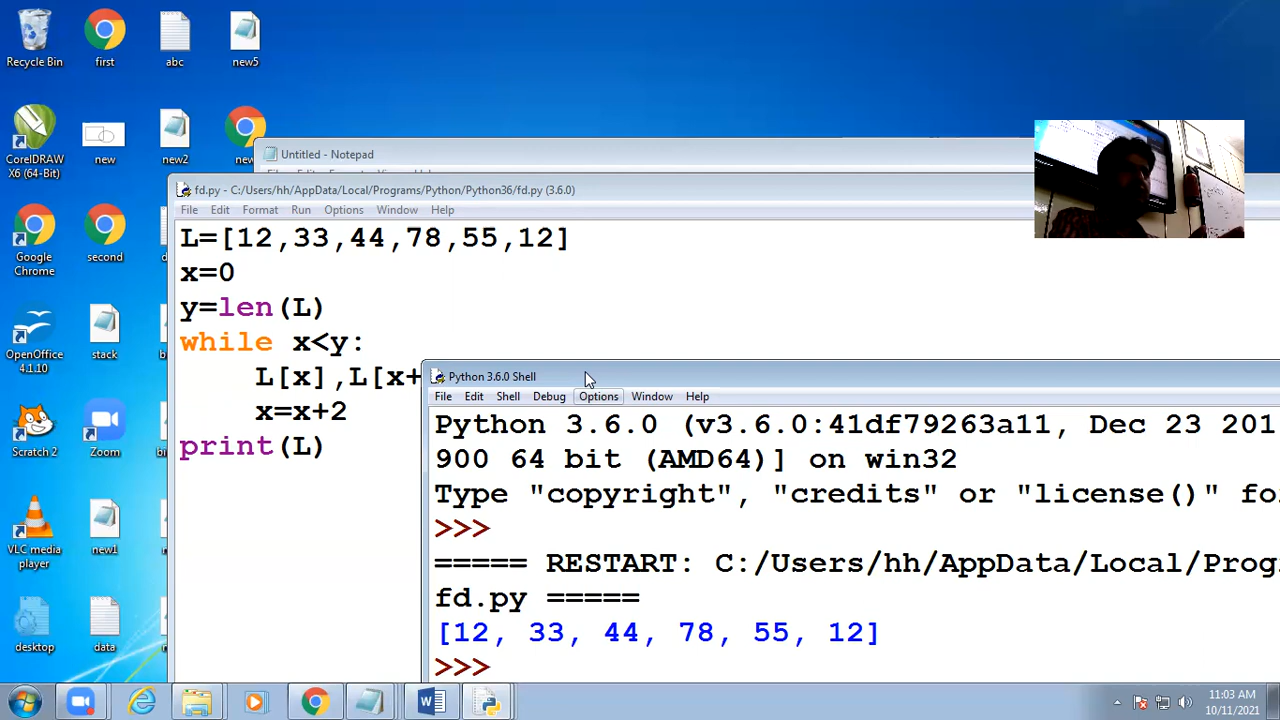 Recycle Bin
first
abc
new5
CorelDRAW
X6 (64-Bit)
new
new2
new
Google
Chrome
second
OpenOffice
4.1.10
stack
Scratch 2
Zoom
VLC media
player
new1
desktop
data
Untitled - Notepad
fd.py - C:/Users/hh/AppData/Local/Programs/Python/Python36/fd.py (3.6.0)
File Edit Format Run Options Window Help
L=[12,33,44,78,55,12]
x=0
y=len(L)
while x<y:
L[x],L[x+
x=x+2
print(L)
Python 3.6.0 Shell
File Edit Shell Debug Options Window Help
Python 3.6.0 (v3.6.0:41df79263a11, Dec 23 201
900 64 bit (AMD64)] on win32
Type "copyright", "credits" or "license()" fo
>>>
===== RESTART: C:/Users/hh/AppData/Local/Prog
fd.py =====
[12, 33, 44, 78, 55, 12]
>>>
11:03 AM
10/11/2021